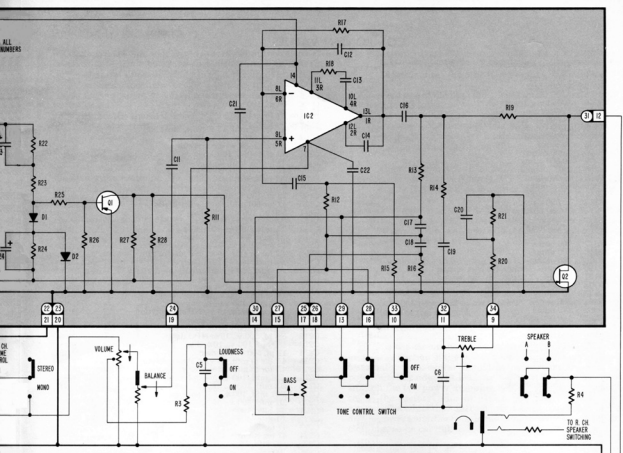 ALL
NUMBERS
R17
C12
R18
C13
14
11L
3R
10L
4R
8L
6R
C21
IC2
13L
1R
C16
R19
31 12
12L
2R
C14
9L
5R
7
R22
C11
C22
R23
C15
R13
R14
R25
Q1
R12
C20
R21
D1
R11
C17
C18
C19
R24
D2
R26
R27
R28
R15
R16
R20
Q2
22 23
21 20
24
19
30
14
27
15
25 26
17 18
29
13
28
16
33
10
32
11
34
9
CH.
VOLUME
LOUDNESS
TREBLE
SPEAKER
A B
STEREO
MONO
BALANCE
C5
OFF
ON
BASS
OFF
ON
C6
R3
R4
TONE CONTROL SWITCH
TO R. CH.
SPEAKER
SWITCHING